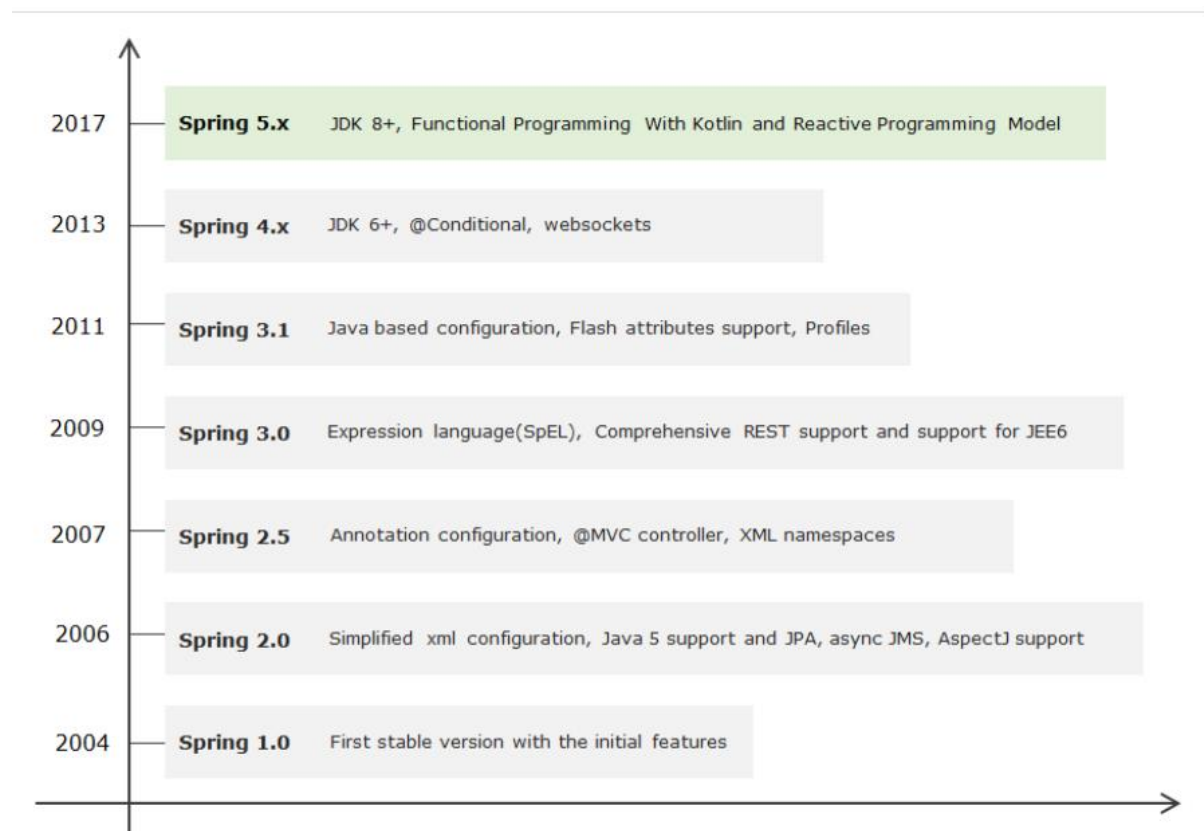 2017 Spring 5.x JDK 8+, Functional Programming With Kotlin and Reactive Programming Model
2013 Spring 4.x JDK 6+, @Conditional, websockets
2011 Spring 3.1 Java based configuration, Flash attributes support, Profiles
2009 Spring 3.0 Expression language(SpEL), Comprehensive REST support and support for JEE6
2007 Spring 2.5 Annotation configuration, @MVC controller, XML namespaces
2006 Spring 2.0 Simplified xml configuration, Java 5 support and JPA, async JMS, AspectJ support
2004 Spring 1.0 First stable version with the initial features